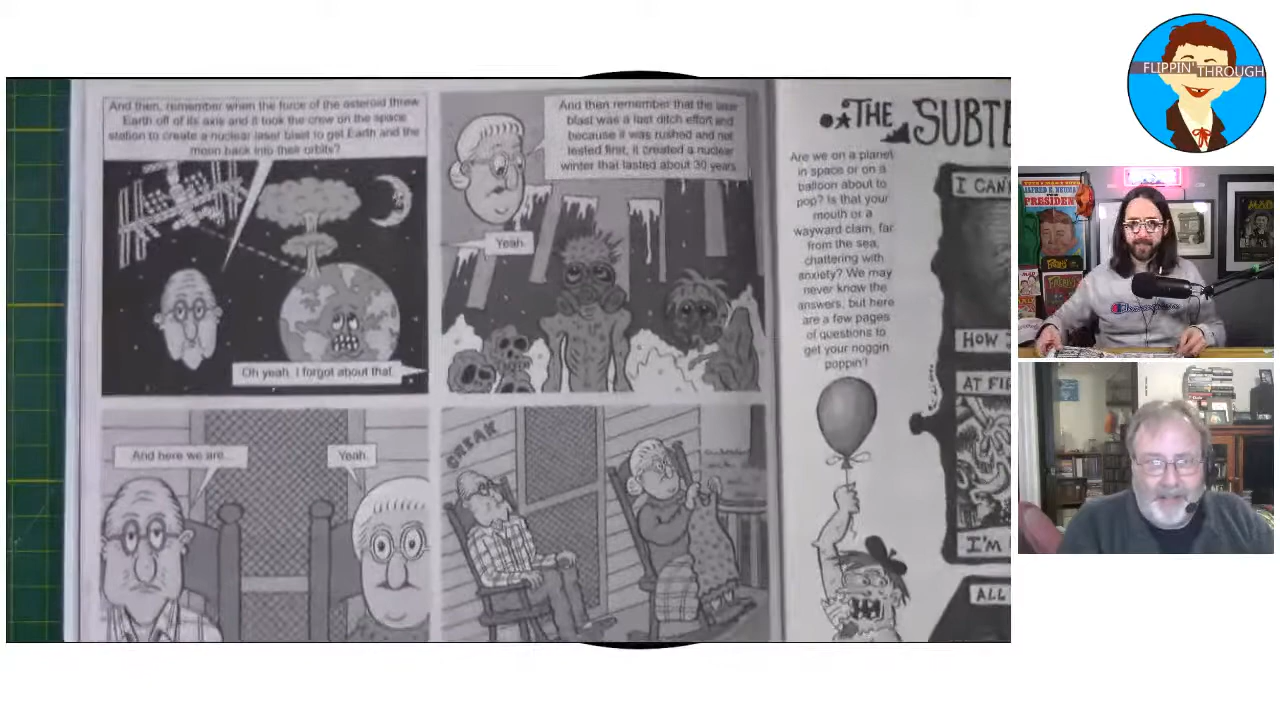 And then, remember when the force of the asteroid threw
Earth off of its axis and it took the crew on the space
station to create a nuclear laser blast to get Earth and the
moon back into their orbits?
Oh yeah. I forgot about that.
And then remember that the laser
blast was a last ditch effort and
because it was rushed and not
tested first, it created a nuclear
winter that lasted about 30 years.
Yeah.
And here we are...
Yeah.
CREAK
THE SUBTE
Are we on a planet
in space or on a
balloon about to
pop? Is that your
mouth or a
wayward clam, far
from the sea,
chattering with
anxiety? We may
never know the
answers, but here
are a few pages
of questions to
get your noggin
poppin'!
I CAN'
HOW I
AT FI
I'M
ALL
FLIPPIN' THROUGH
ALFRED E. NEUMAN
PRESIDEN
MAD
Champion